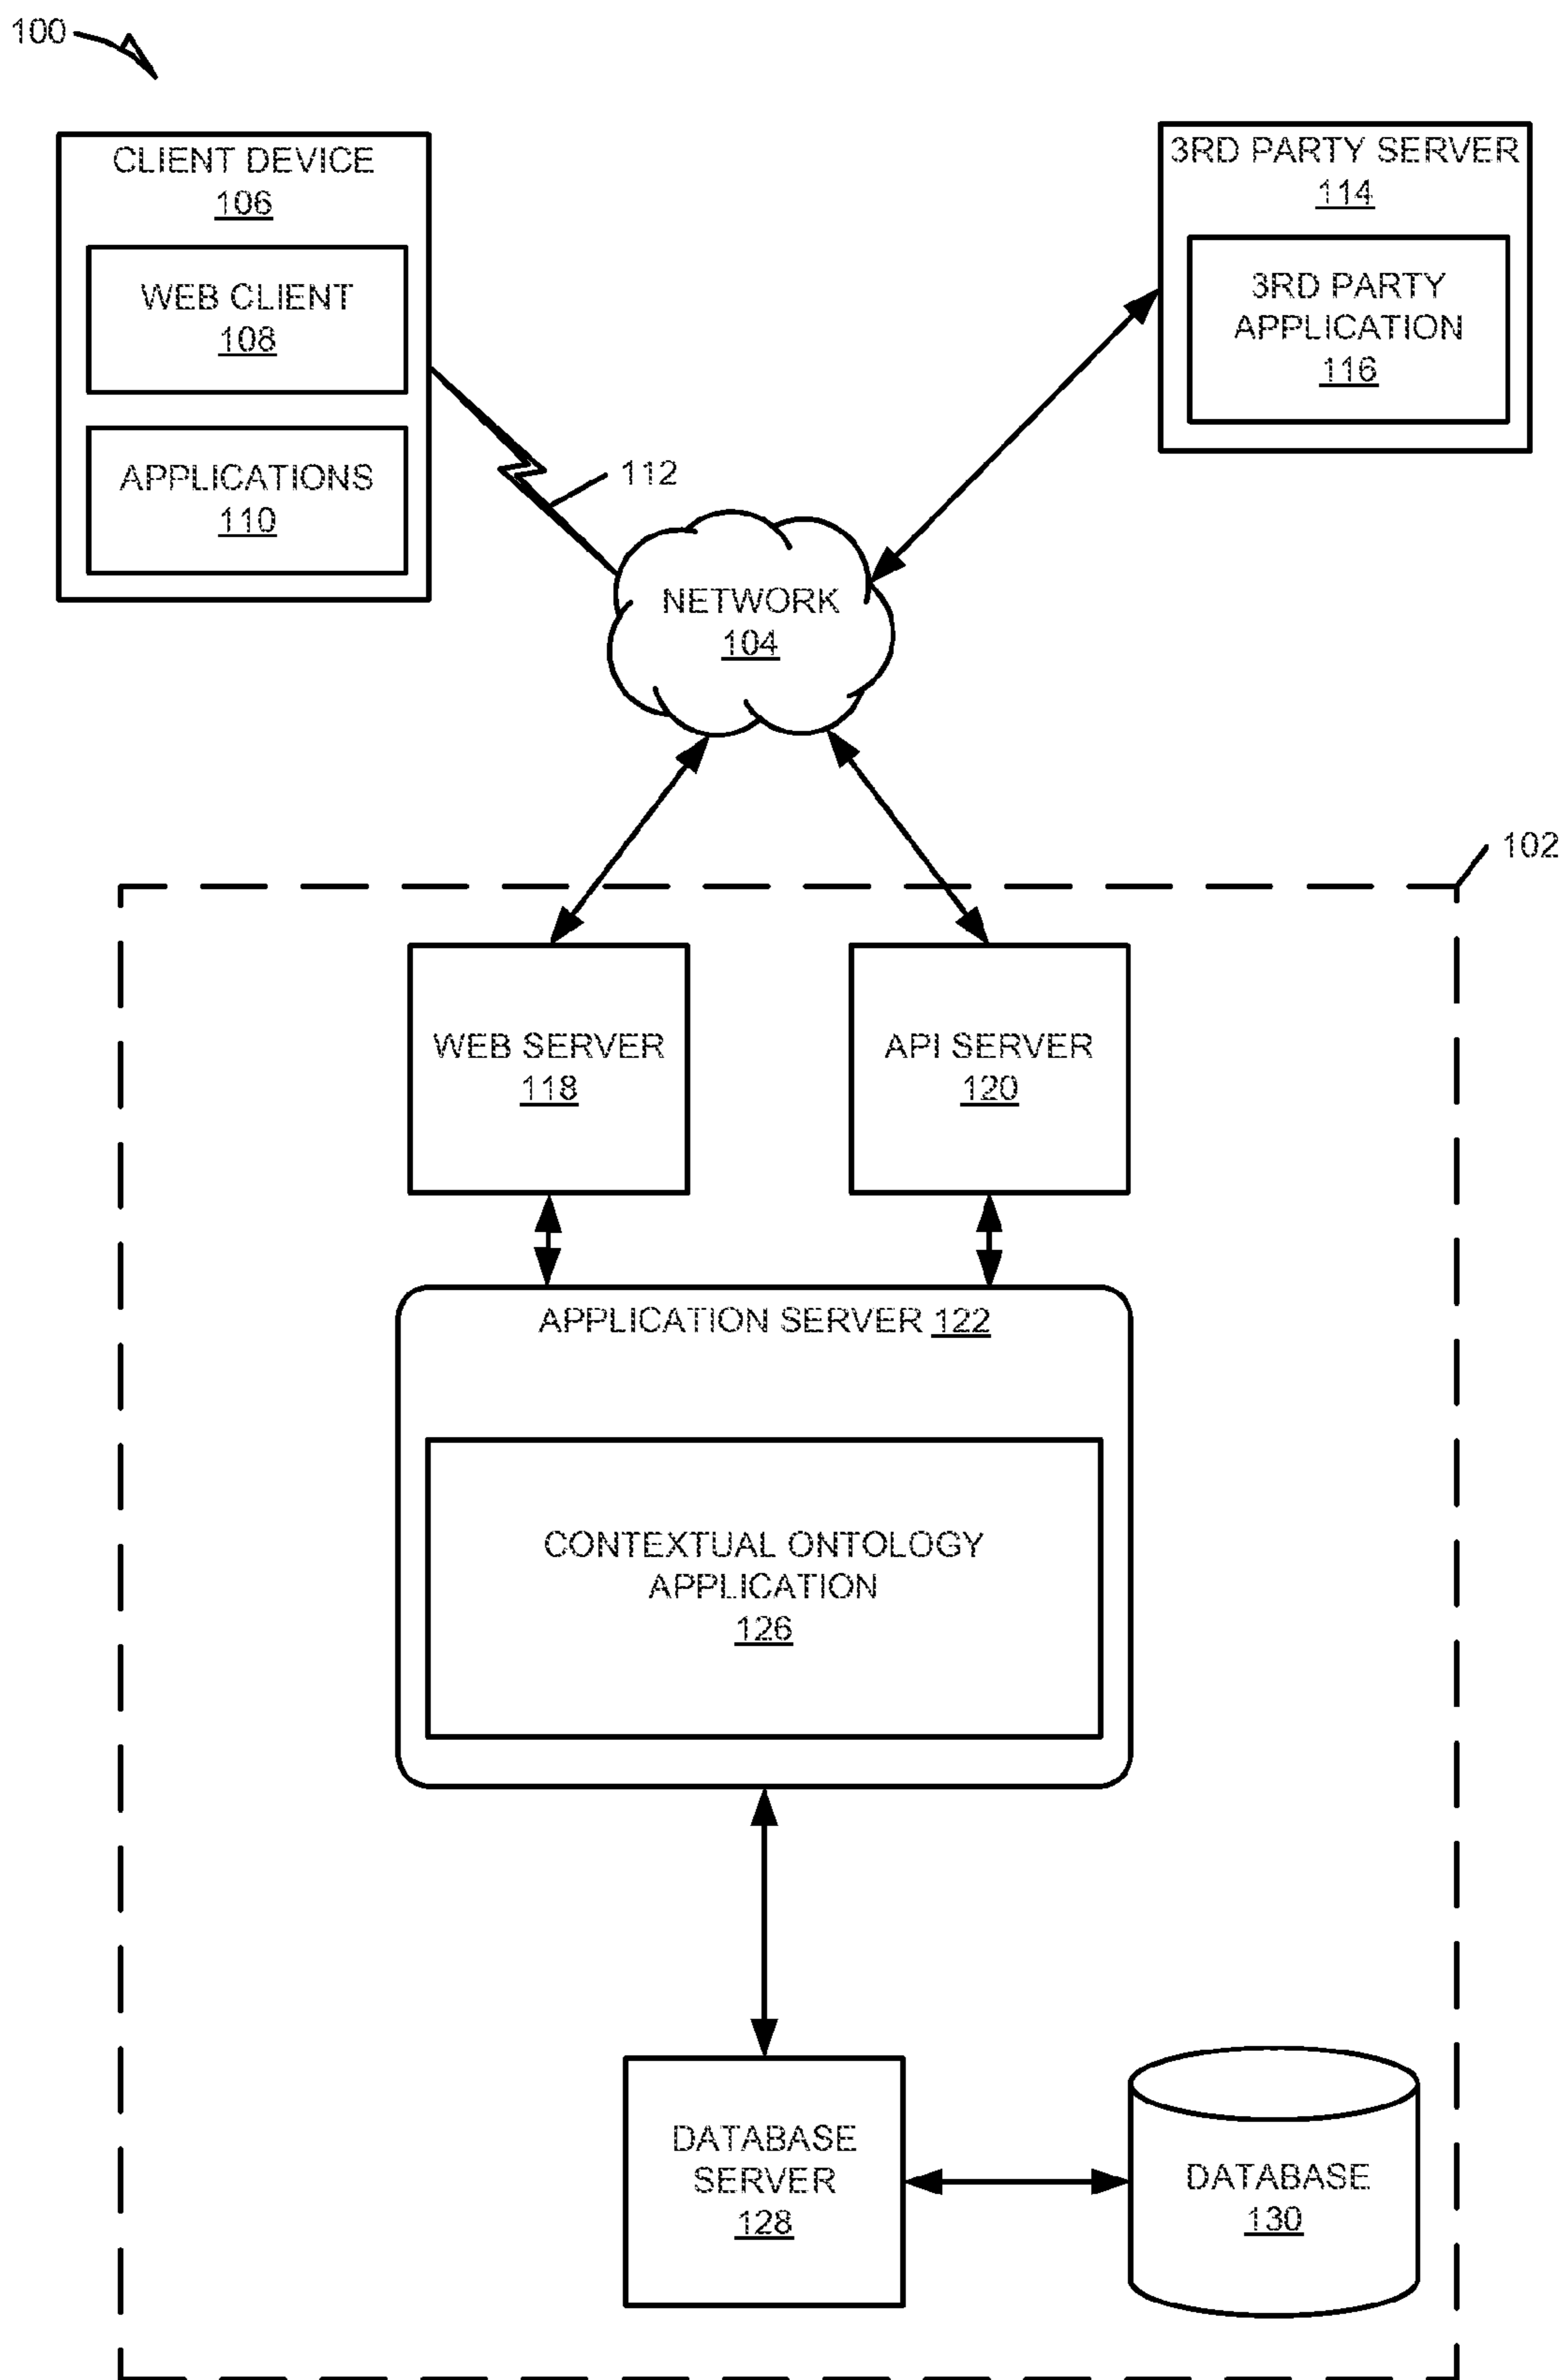 100
CLIENT DEVICE
106
WEB CLIENT
108
APPLICATIONS
110
3RD PARTY SERVER
114
3RD PARTY
APPLICATION
116
112
NETWORK
104
102
WEB SERVER
118
API SERVER
120
APPLICATION SERVER 122
CONTEXTUAL ONTOLOGY
APPLICATION
126
DATABASE
SERVER
128
DATABASE
130